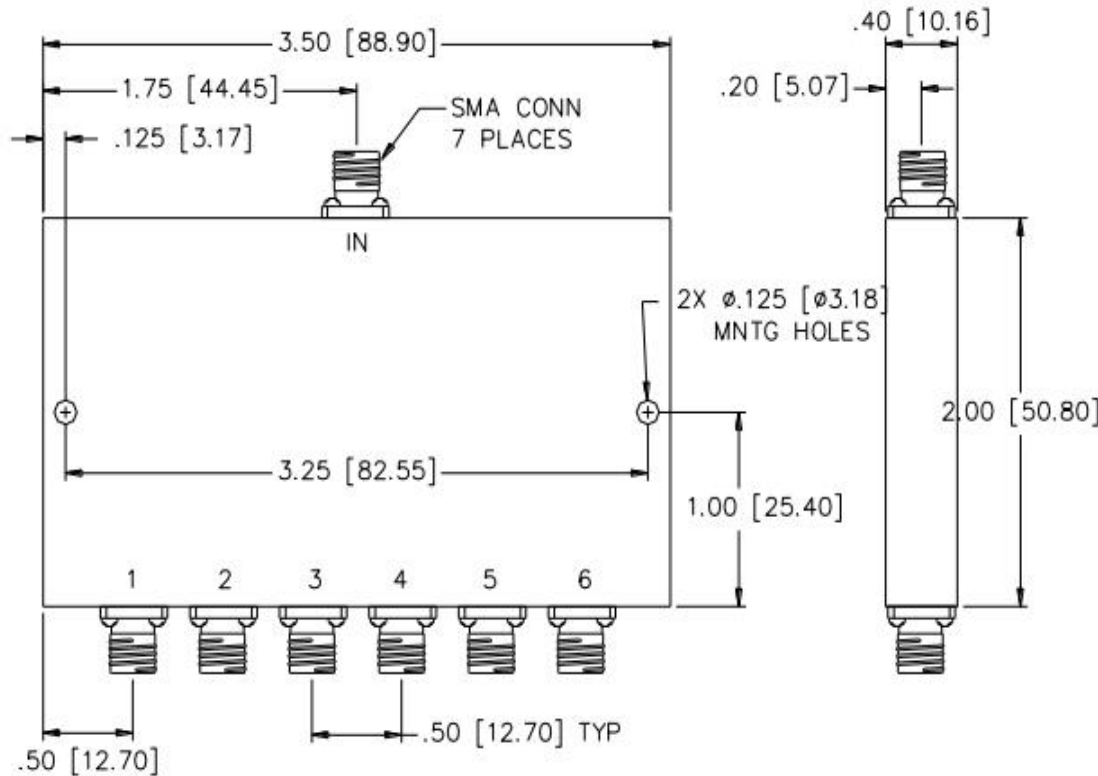 3.50 [88.90]
.40 [10.16]
1.75 [44.45]
.20 [5.07]
SMA CONN
7 PLACES
.125 [3.17]
IN
2X ø.125 [ø3.18]
MNTG HOLES
2.00 [50.80]
3.25 [82.55]
1.00 [25.40]
1 2 3 4 5 6
.50 [12.70] TYP
.50 [12.70]